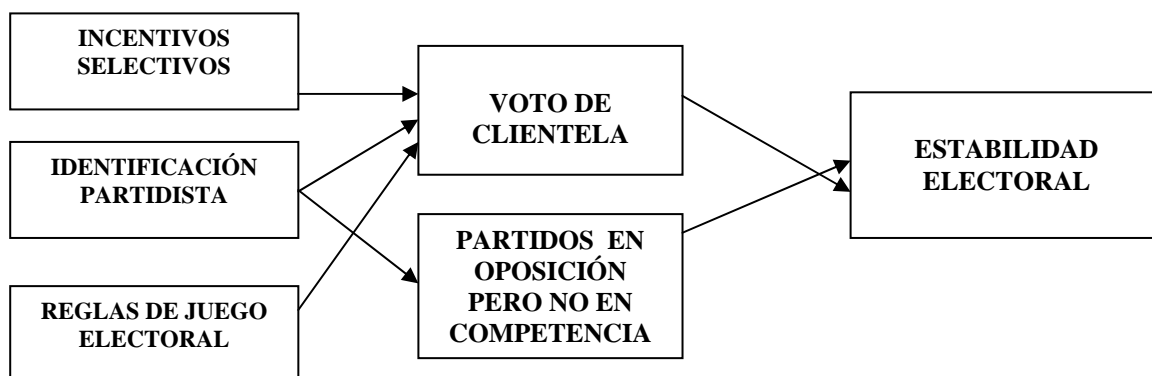 INCENTIVOS
SELECTIVOS
IDENTIFICACIÓN
PARTIDISTA
REGLAS DE JUEGO
ELECTORAL
VOTO DE
CLIENTELA
PARTIDOS EN
OPOSICIÓN
PERO NO EN
COMPETENCIA
ESTABILIDAD
ELECTORAL